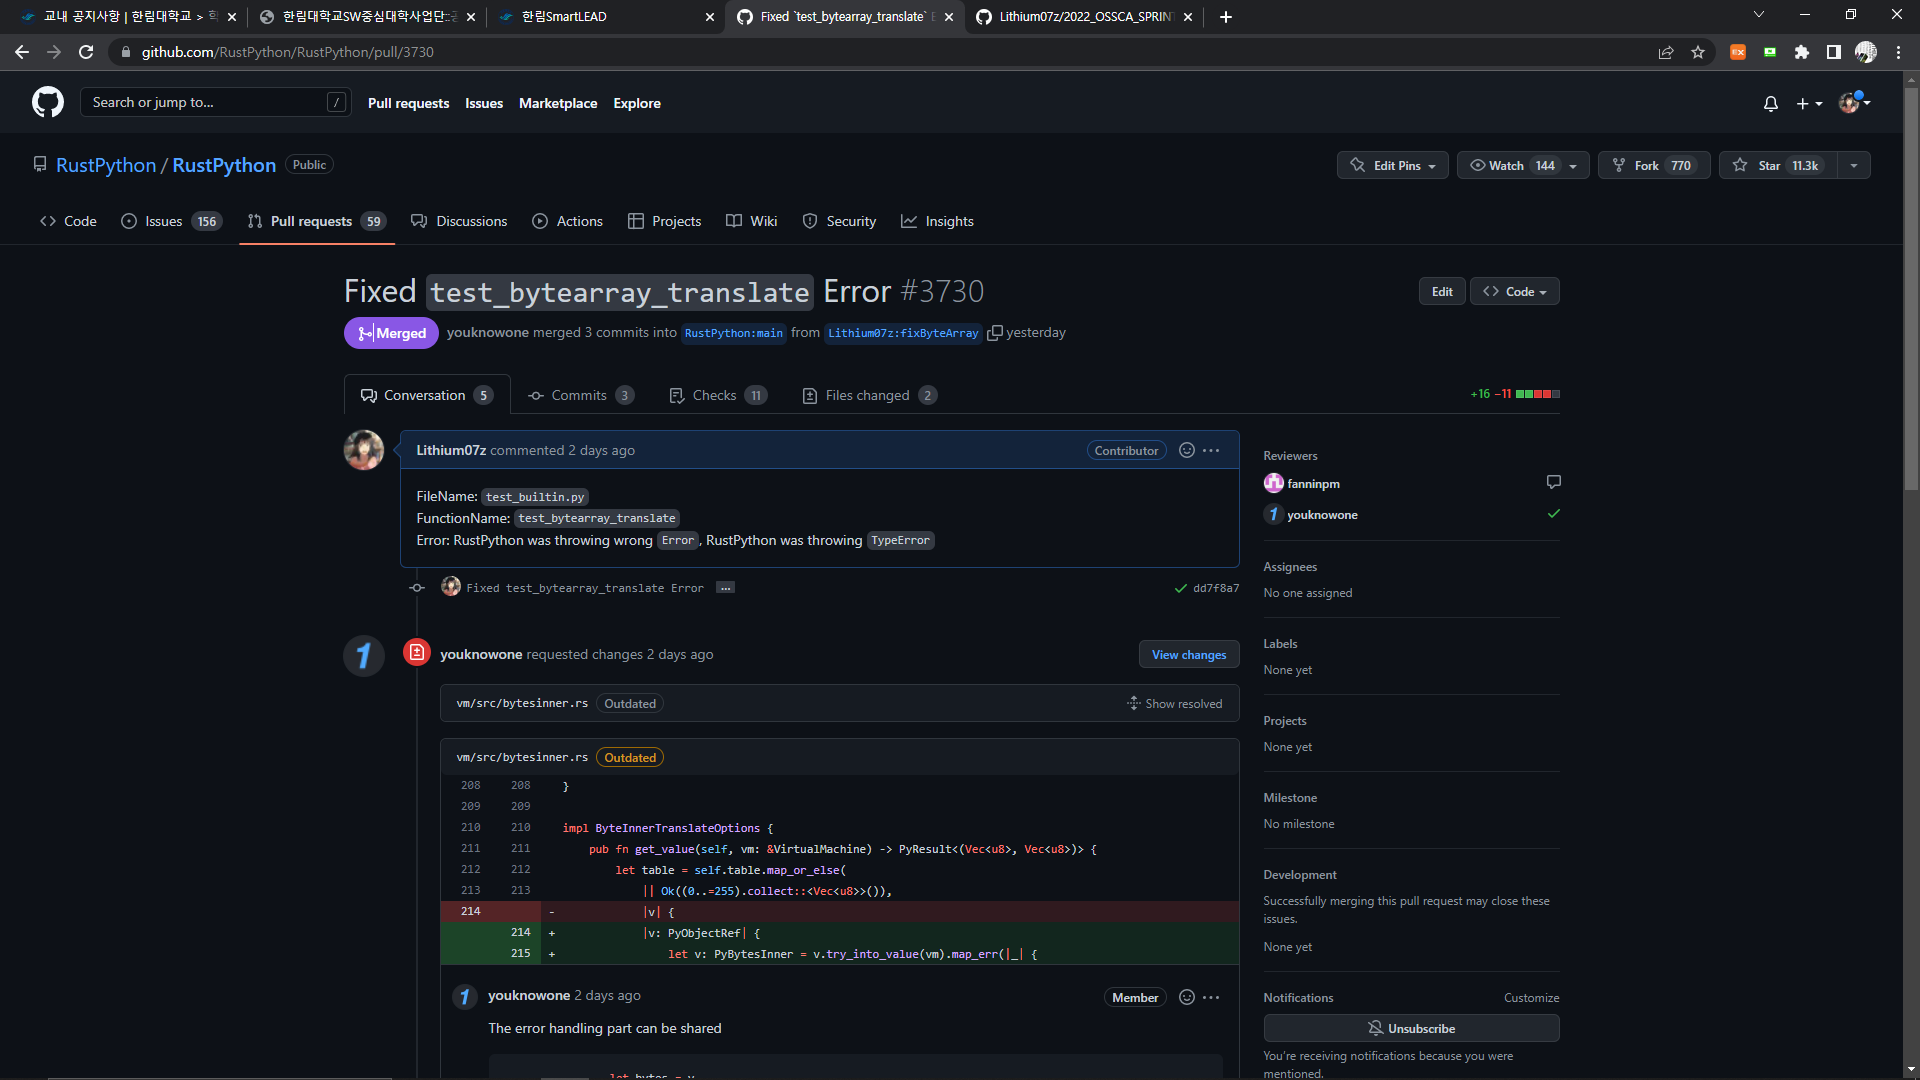 교내 공지사항 | 한림대학교 > 학
한림대학교SW중심대학사업단::공
한림SmartLEAD
Fixed `test_bytearray_translate` E
Lithium07z/2022_OSSCA_SPRIN
github.com/RustPython/RustPython/pull/3730
Search or jump to...
/
Pull requests
Issues
Marketplace
Explore
RustPython / RustPython Public
Edit Pins
Watch 144
Fork 770
Star 11.3k
Code
Issues 156
Pull requests 59
Discussions
Actions
Projects
Wiki
Security
Insights
Fixed test_bytearray_translate Error #3730
Edit
Code
Merged
youknowone merged 3 commits into RustPython:main from Lithium07z:fixByteArray yesterday
Conversation 5
Commits 3
Checks 11
Files changed 2
+16 −11
Lithium07z commented 2 days ago
Contributor
FileName: test_builtin.py
FunctionName: test_bytearray_translate
Error: RustPython was throwing wrong Error, RustPython was throwing TypeError
Fixed test_bytearray_translate Error
...
dd7f8a7
youknowone requested changes 2 days ago
View changes
vm/src/bytesinner.rs Outdated
Show resolved
vm/src/bytesinner.rs Outdated
208 208 }
209 209
210 210 impl ByteInnerTranslateOptions {
211 211 pub fn get_value(self, vm: &VirtualMachine) -> PyResult<(Vec<u8>, Vec<u8>)> {
212 212 let table = self.table.map_or_else(
213 213 || Ok((0..=255).collect::<Vec<u8>>()),
214 - |v| {
214 + |v: PyObjectRef| {
215 + let v: PyBytesInner = v.try_into_value(vm).map_err(|_| {
youknowone 2 days ago
Member
The error handling part can be shared
let bytes = v
Reviewers
fanninpm
youknowone
Assignees
No one assigned
Labels
None yet
Projects
None yet
Milestone
No milestone
Development
Successfully merging this pull request may close these
issues.
None yet
Notifications
Customize
Unsubscribe
You're receiving notifications because you were
mentioned.